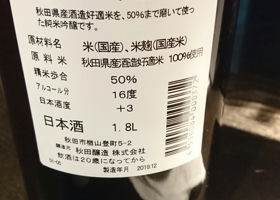 秋田県産酒造好適米を、50%まで磨いて使っ
た純米吟醸です。
原材料名 米(国産)、米麹(国産米)
原料米 秋田県産酒造好適米 100%使用
精米歩合 50%
アルコール分 16度
日本酒度 +3
日本酒 1.8L
秋田市楢山登町5-2
醸造元 秋田醸造 株式会社
飲酒は20歳になってから
製造年月 2019.12